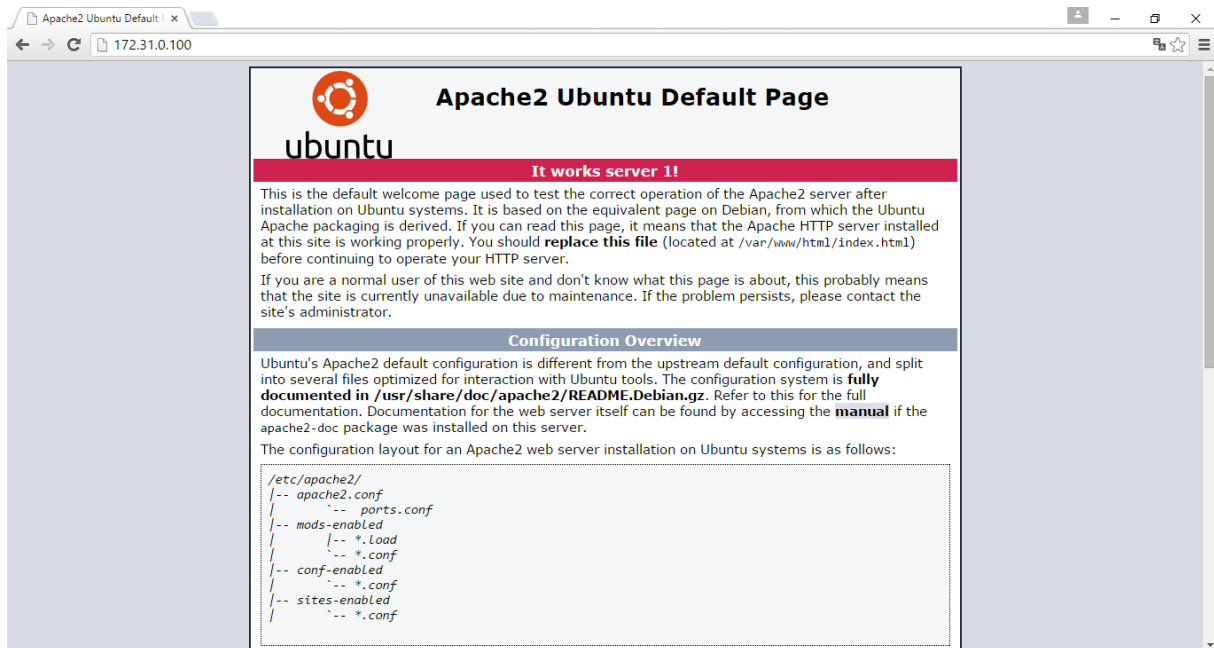 Apache2 Ubuntu Default
172.31.0.100
ubuntu
Apache2 Ubuntu Default Page
It works server 1!
This is the default welcome page used to test the correct operation of the Apache2 server after
installation on Ubuntu systems. It is based on the equivalent page on Debian, from which the Ubuntu
Apache packaging is derived. If you can read this page, it means that the Apache HTTP server installed
at this site is working properly. You should replace this file (located at /var/www/html/index.html)
before continuing to operate your HTTP server.
If you are a normal user of this web site and don't know what this page is about, this probably means
that the site is currently unavailable due to maintenance. If the problem persists, please contact the
site's administrator.
Configuration Overview
Ubuntu's Apache2 default configuration is different from the upstream default configuration, and split
into several files optimized for interaction with Ubuntu tools. The configuration system is fully
documented in /usr/share/doc/apache2/README.Debian.gz. Refer to this for the full
documentation. Documentation for the web server itself can be found by accessing the manual if the
apache2-doc package was installed on this server.
The configuration layout for an Apache2 web server installation on Ubuntu systems is as follows:
/etc/apache2/
|-- apache2.conf
|       `--  ports.conf
|-- mods-enabled
|       |-- *.load
|       `-- *.conf
|-- conf-enabled
|       `-- *.conf
|-- sites-enabled
|       `-- *.conf